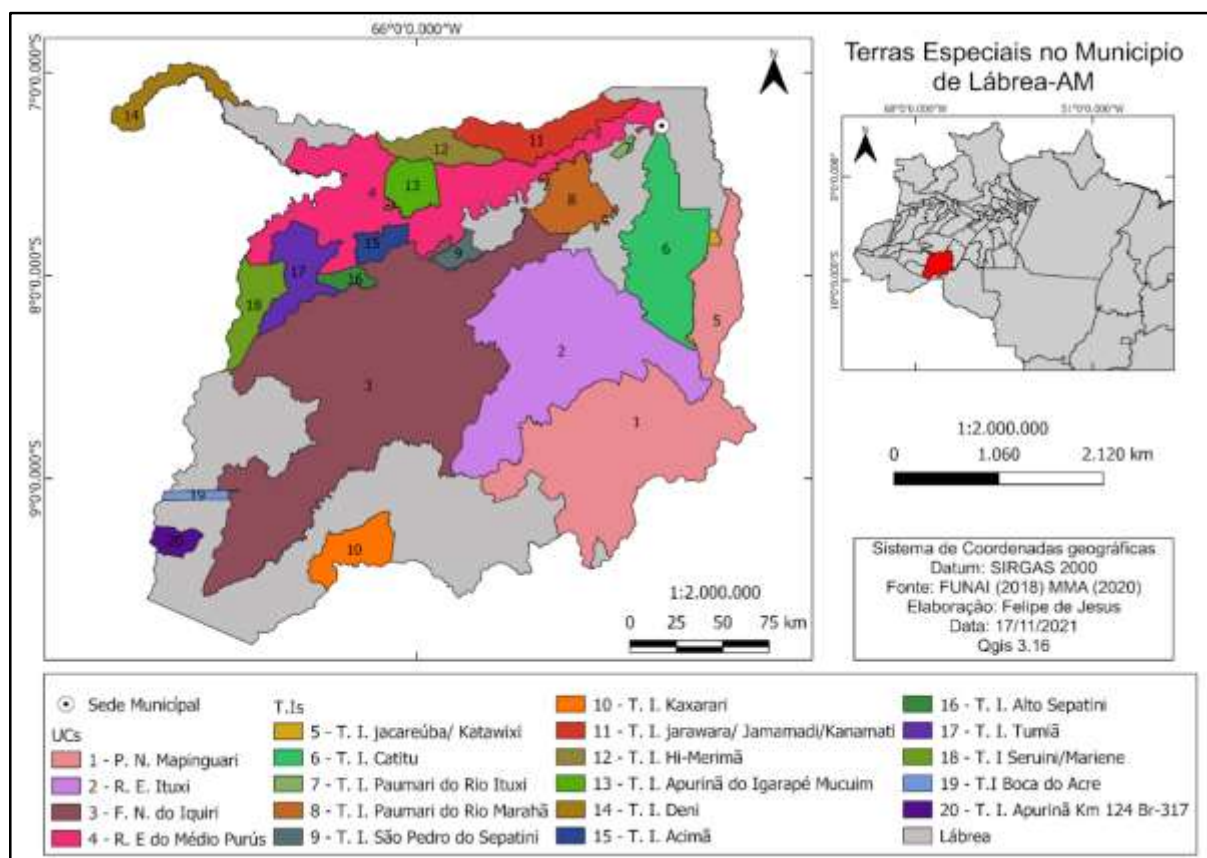 66°0'0.000"W
7°0'0.000"S
8°0'0.000"S
9°0'0.000"S
N
14
12
11
7
13
4
8
6
15
9
17
16
18
5
2
3
1
19
20
10
1:2.000.000
0 25 50 75 km
Terras Especiais no Municipio
de Lábrea-AM
N
1:2.000.000
0 1.060 2.120 km
Sistema de Coordenadas geográficas
Datum: SIRGAS 2000
Fonte: FUNAI (2018) MMA (2020)
Elaboração: Felipe de Jesus
Data: 17/11/2021
Qgis 3.16
Sede Municípal
UCs
1 - P. N. Mapinguari
2 - R. E. Ituxi
3 - F. N. do Iquiri
4 - R. E do Médio Purús
T.Is
5 - T. I. jacareúba/ Katawixi
6 - T. I. Catitu
7 - T. I. Paumari do Rio Ituxi
8 - T. I. Paumari do Rio Marahã
9 - T. I. São Pedro do Sepatini
10 - T. I. Kaxarari
11 - T. I. jarawara/ Jamamadi/Kanamati
12 - T. I. Hi-Merimã
13 - T. I. Apurinã do Igarapé Mucuim
14 - T. I. Deni
15 - T. I. Acimã
16 - T. I. Alto Sepatini
17 - T. I. Tumiã
18 - T. I Seruini/Mariene
19 - T.I Boca do Acre
20 - T. I. Apurinã Km 124 Br-317
Lábrea